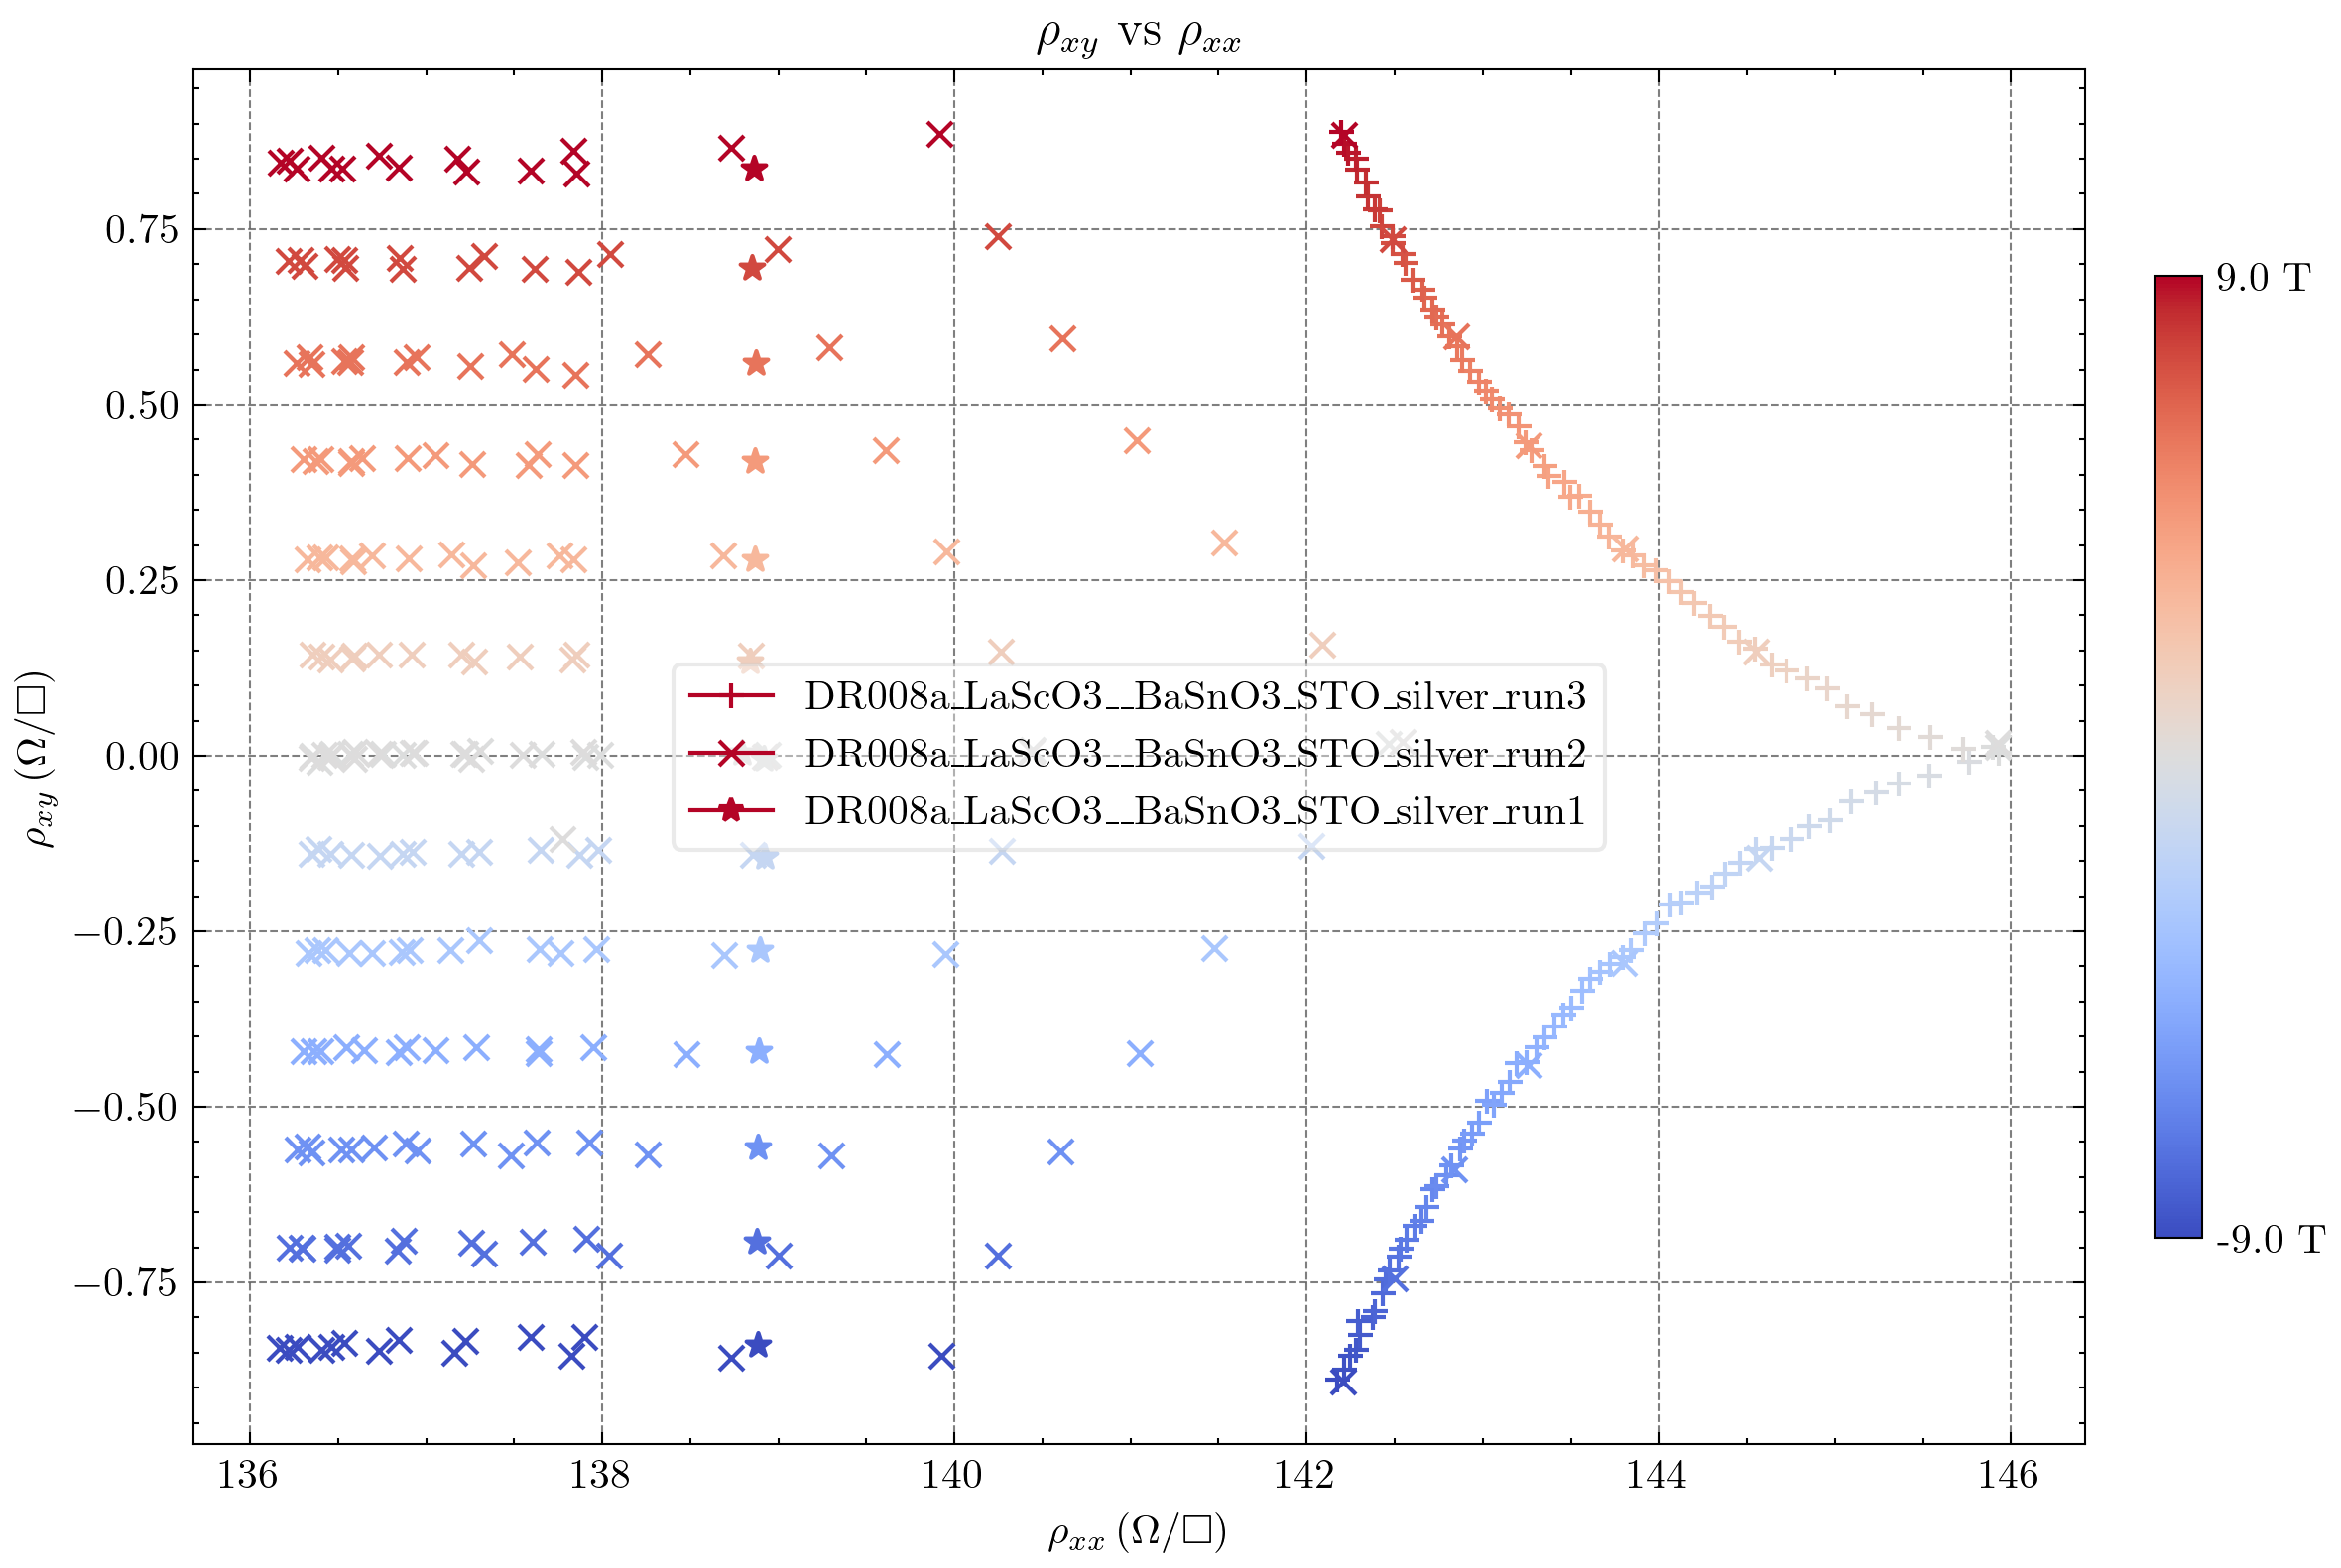 ρxy vs ρxx
ρxy (Ω/□)
0.75
0.50
0.25
0.00
−0.25
−0.50
−0.75
DR008a_LaScO3__BaSnO3_STO_silver_run3
DR008a_LaScO3__BaSnO3_STO_silver_run2
DR008a_LaScO3__BaSnO3_STO_silver_run1
9.0 T
-9.0 T
136 138 140 142 144 146
ρxx (Ω/□)